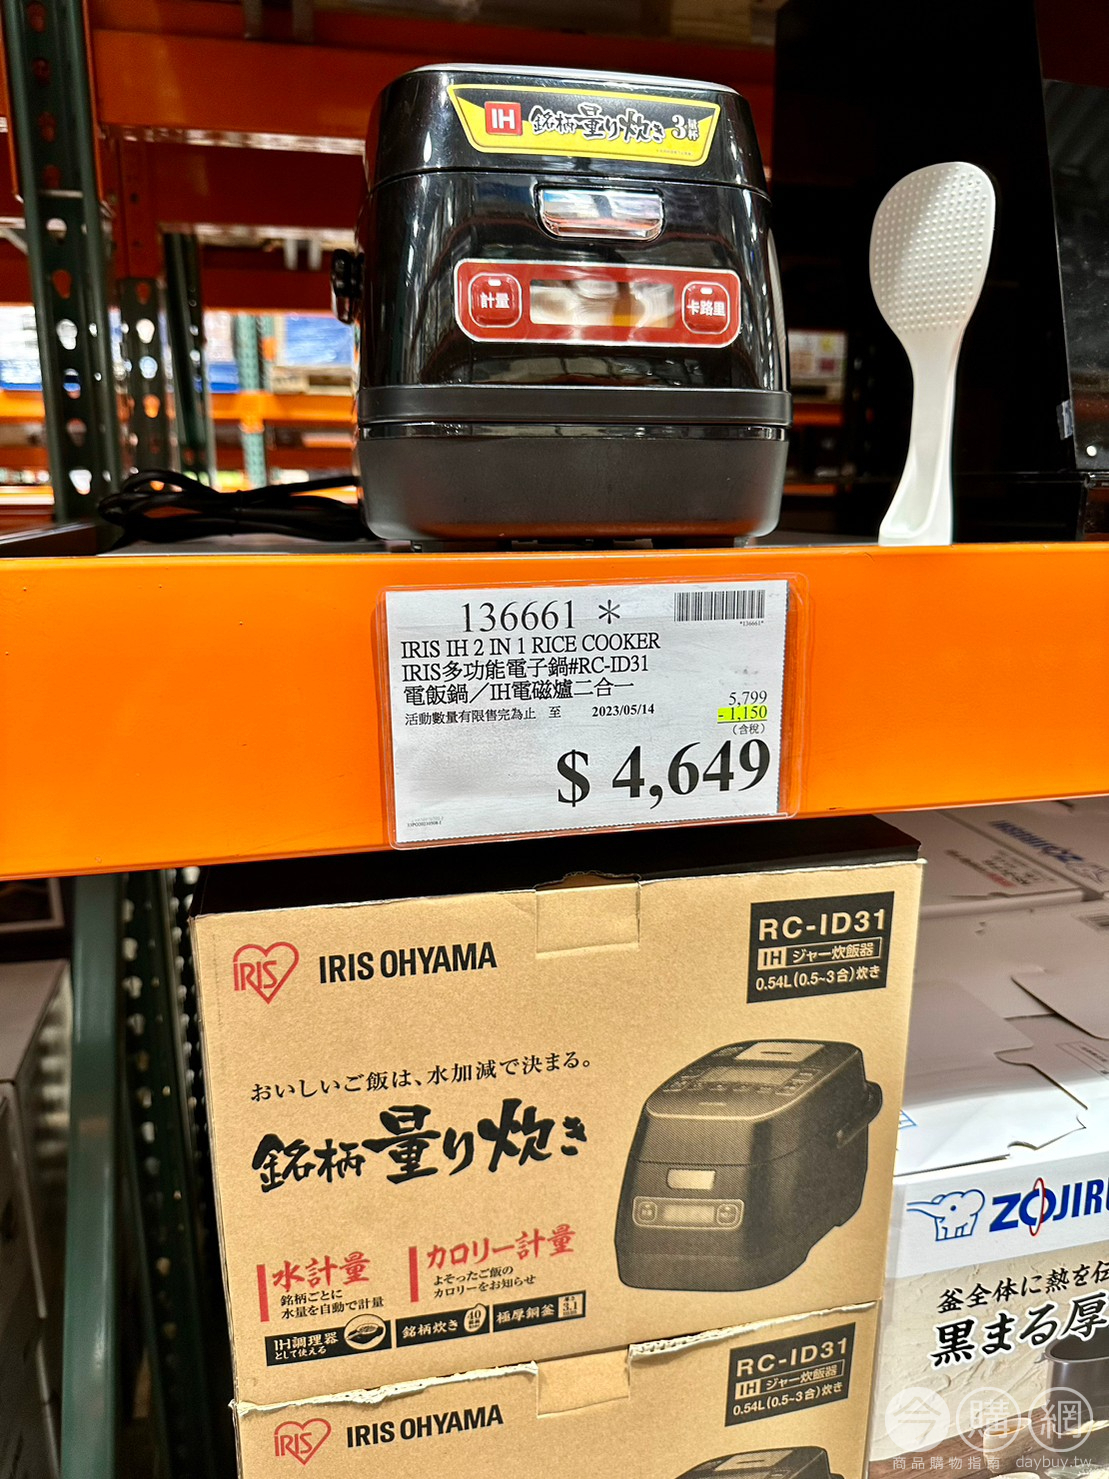 IH 銘柄量り炊き 3量杯
計量
卡路里
136661 *
*136661*
IRIS IH 2 IN 1 RICE COOKER
IRIS多功能電子鍋#RC-ID31
電飯鍋／IH電磁爐二合一
活動數量有限售完為止 至 2023/05/14
5,799
- 1,150
(含稅)
$ 4,649
IRIS IRIS OHYAMA
RC-ID31
IH ジャー炊飯器
0.54L(0.5~3合)炊き
おいしいご飯は、水加減で決まる。
銘柄量り炊き
水計量
銘柄ごとに
水量を自動で計量
カロリー計量
よそったご飯の
カロリーをお知らせ
IH調理器
として使える
銘柄炊き 40
極厚銅釜 3.1
RC-ID31
IH ジャー炊飯器
0.54L(0.5~3合)炊き
IRIS IRIS OHYAMA
ZOJIRU
釜全体に熱を伝
黒まる厚
今購網
商品購物指南 daybuy.tw